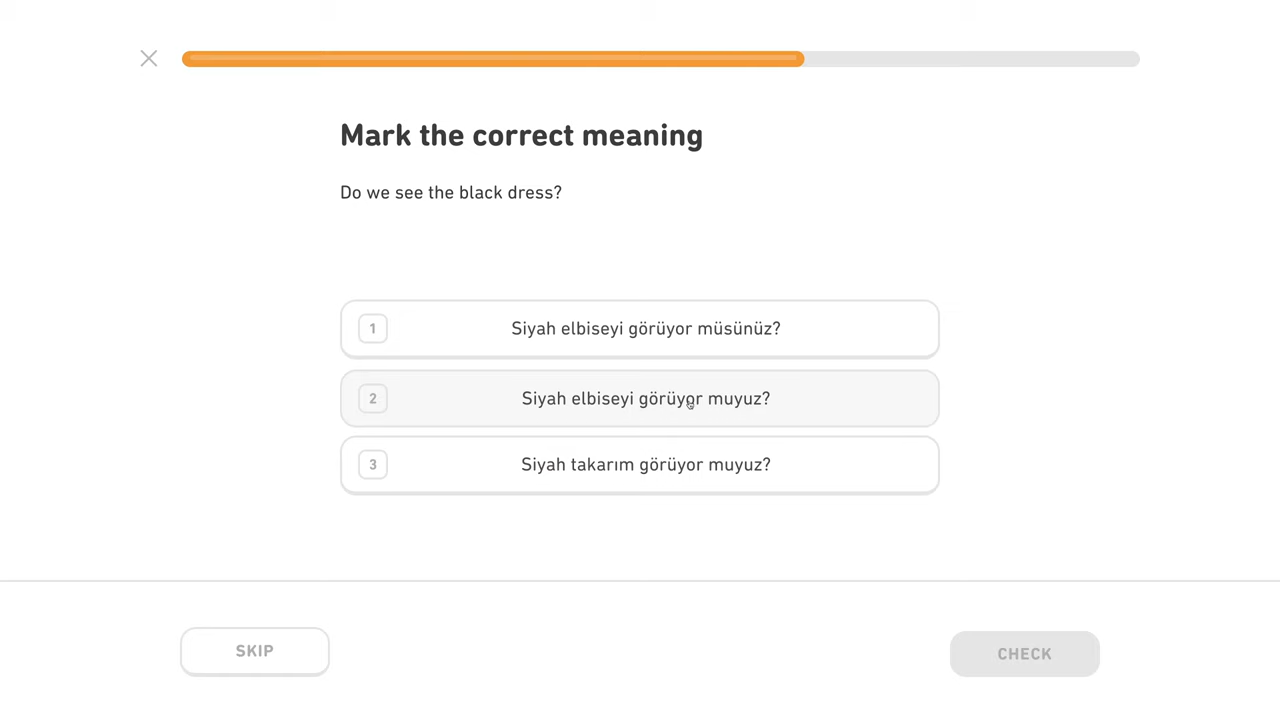 Mark the correct meaning
Do we see the black dress?
1 Siyah elbiseyi görüyor müsünüz?
2 Siyah elbiseyi görüyor muyuz?
3 Siyah takarım görüyor muyuz?
SKIP
CHECK